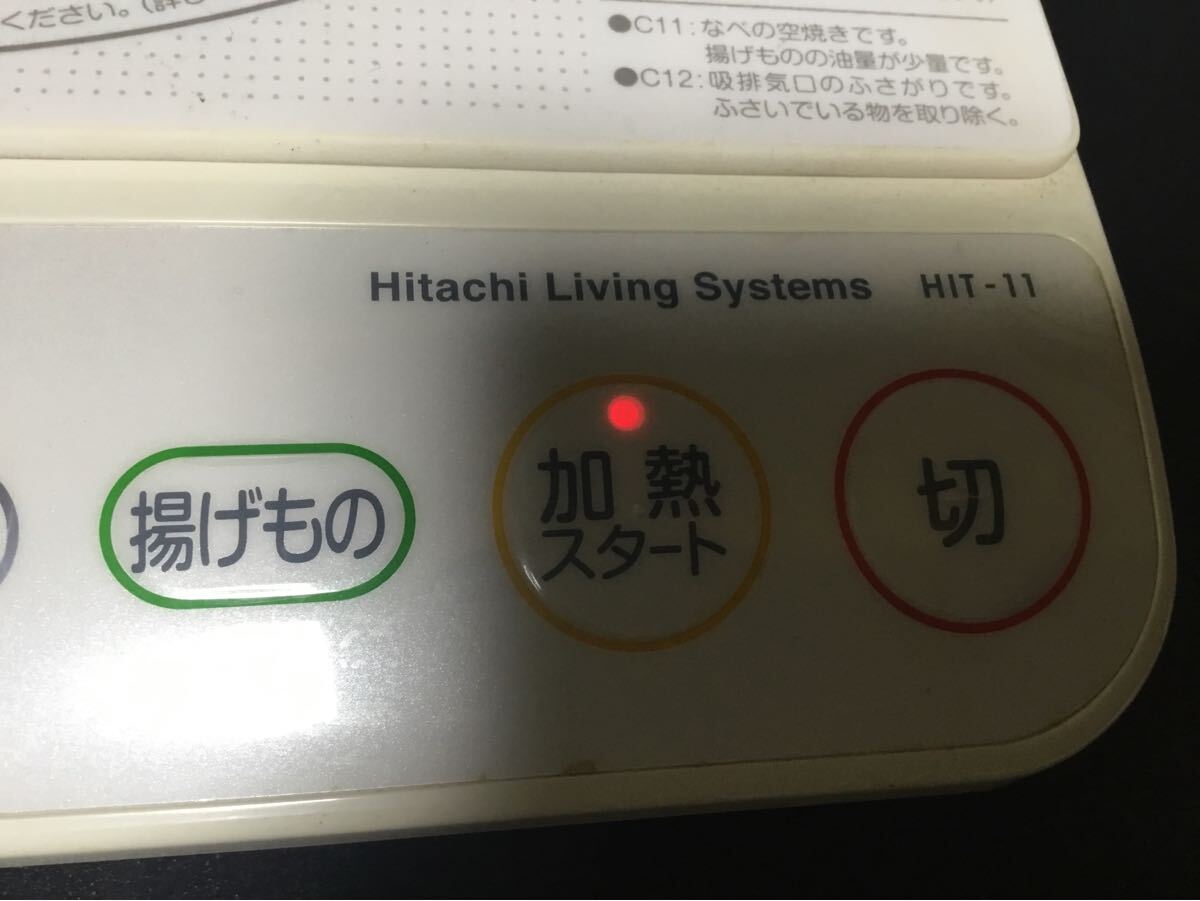 ください。(詳し
●C11:なべの空焼きです。
揚げものの油量が少量です。
●C12:吸排気口のふさがりです。
ふさいでいる物を取り除く。
Hitachi Living Systems HIT-11
揚げもの
加熱
スタート
切